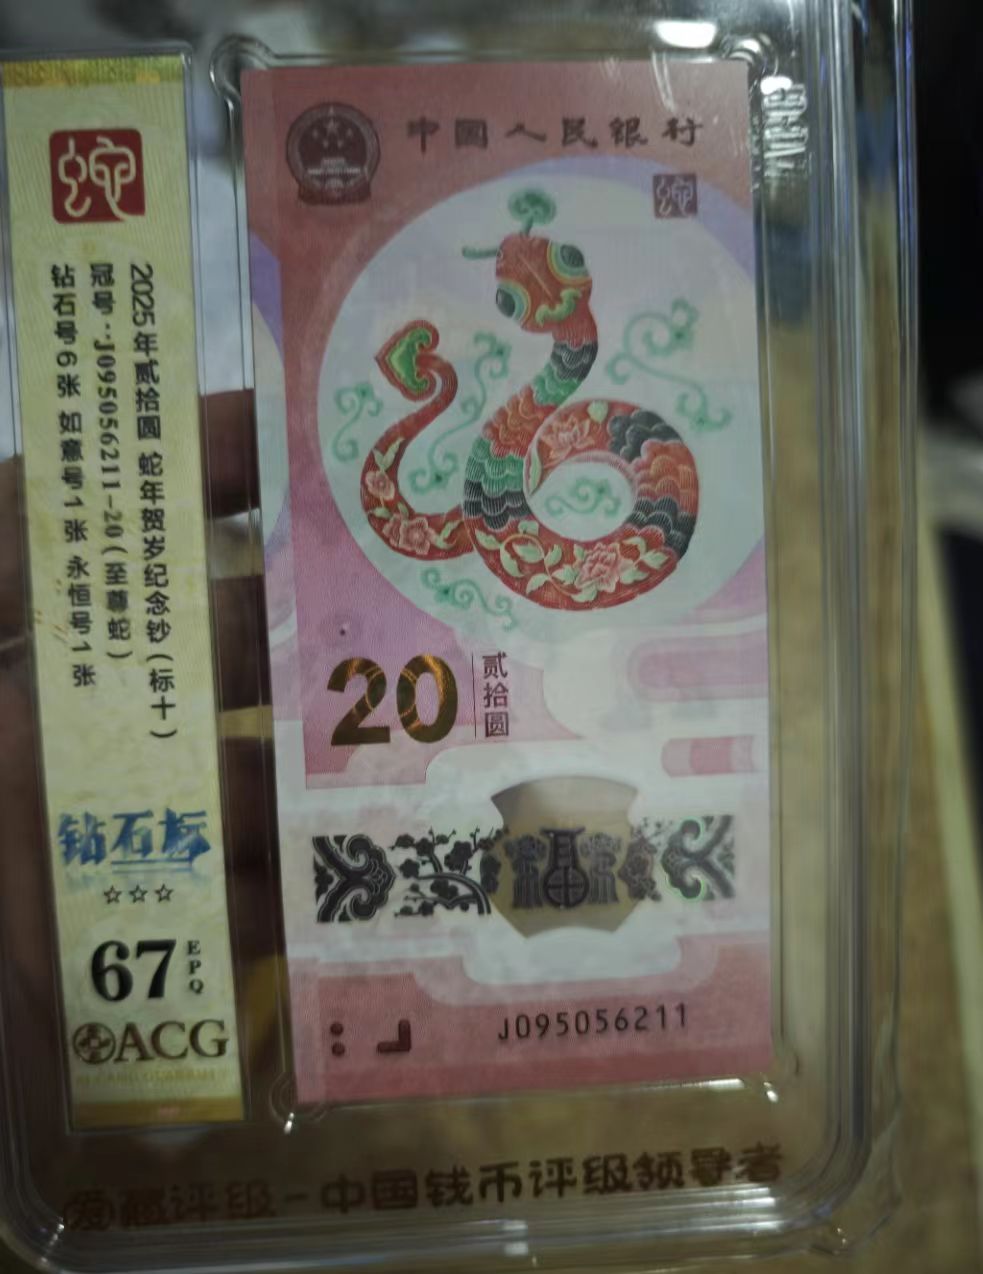 蛇
2025年贰拾圆 蛇年贺岁纪念钞(标十)
冠号:J095056211-20(至尊蛇)
钻石号6张 如意号1张 永恒号1张
钻石标
☆☆☆
67 EPQ
ACG
中国人民银行
蛇
20 贰拾圆
福
J095056211
爱藏评级-中国钱币评级领导者